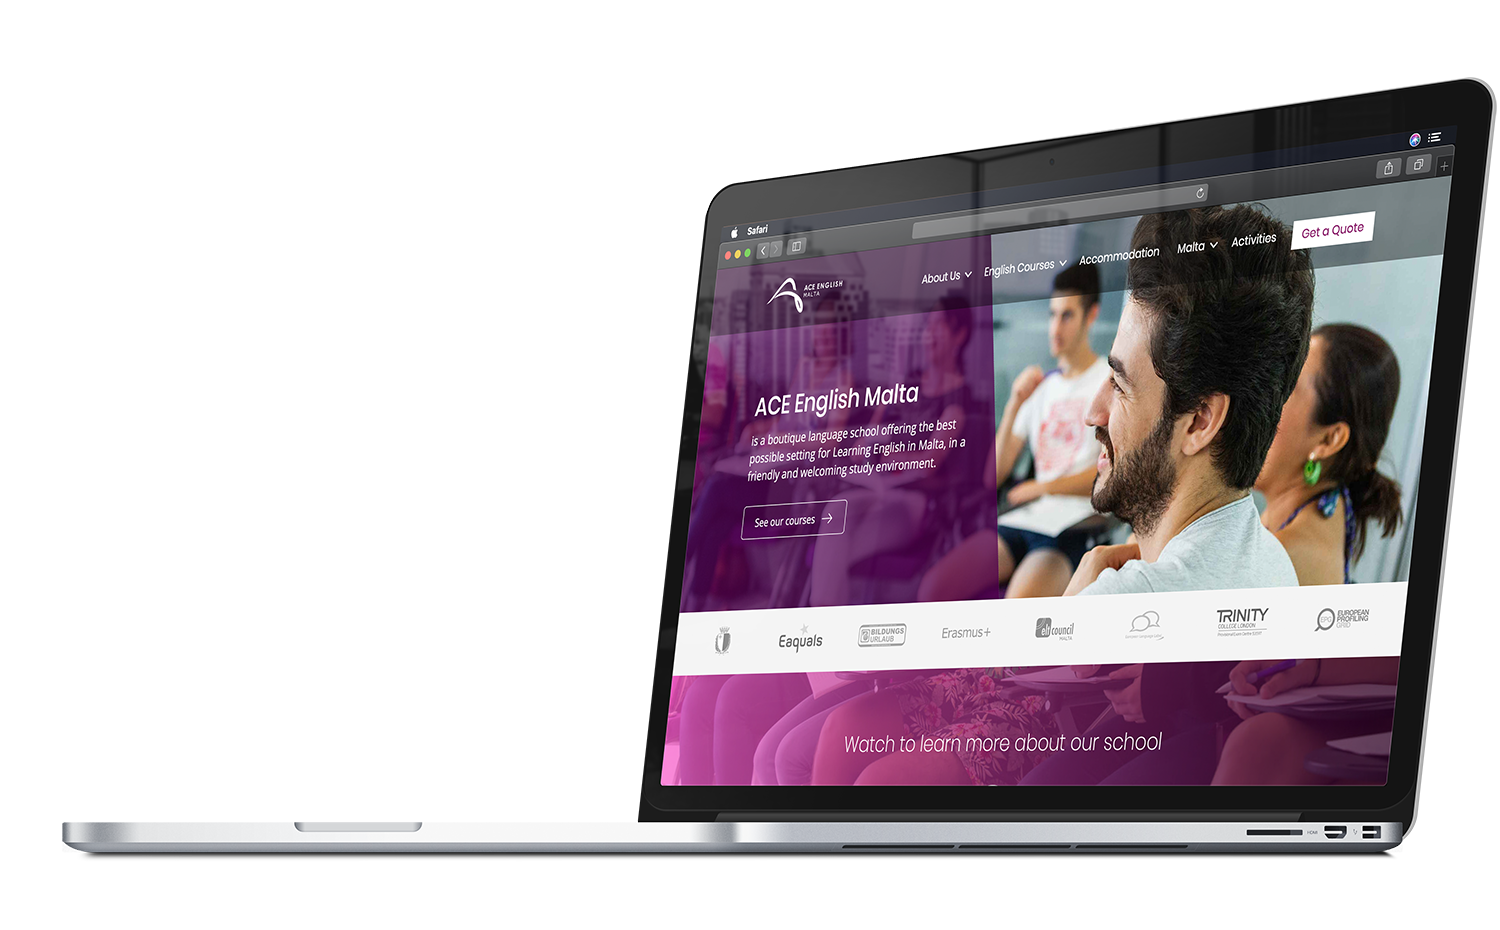 Safari
ACE ENGLISH
MALTA
About Us
English Courses
Accommodation
Malta
Activities
Get a Quote
ACE English Malta
is a boutique language school offering the best
possible setting for Learning English in Malta, in a
friendly and welcoming study environment.
See our courses
Eaquals
BILDUNGS
URLAUB
Erasmus+
elt council
MALTA
TRINITY
COLLEGE LONDON
EPG
EUROPEAN
PROFILING
GRID
Watch to learn more about our school
HDMI